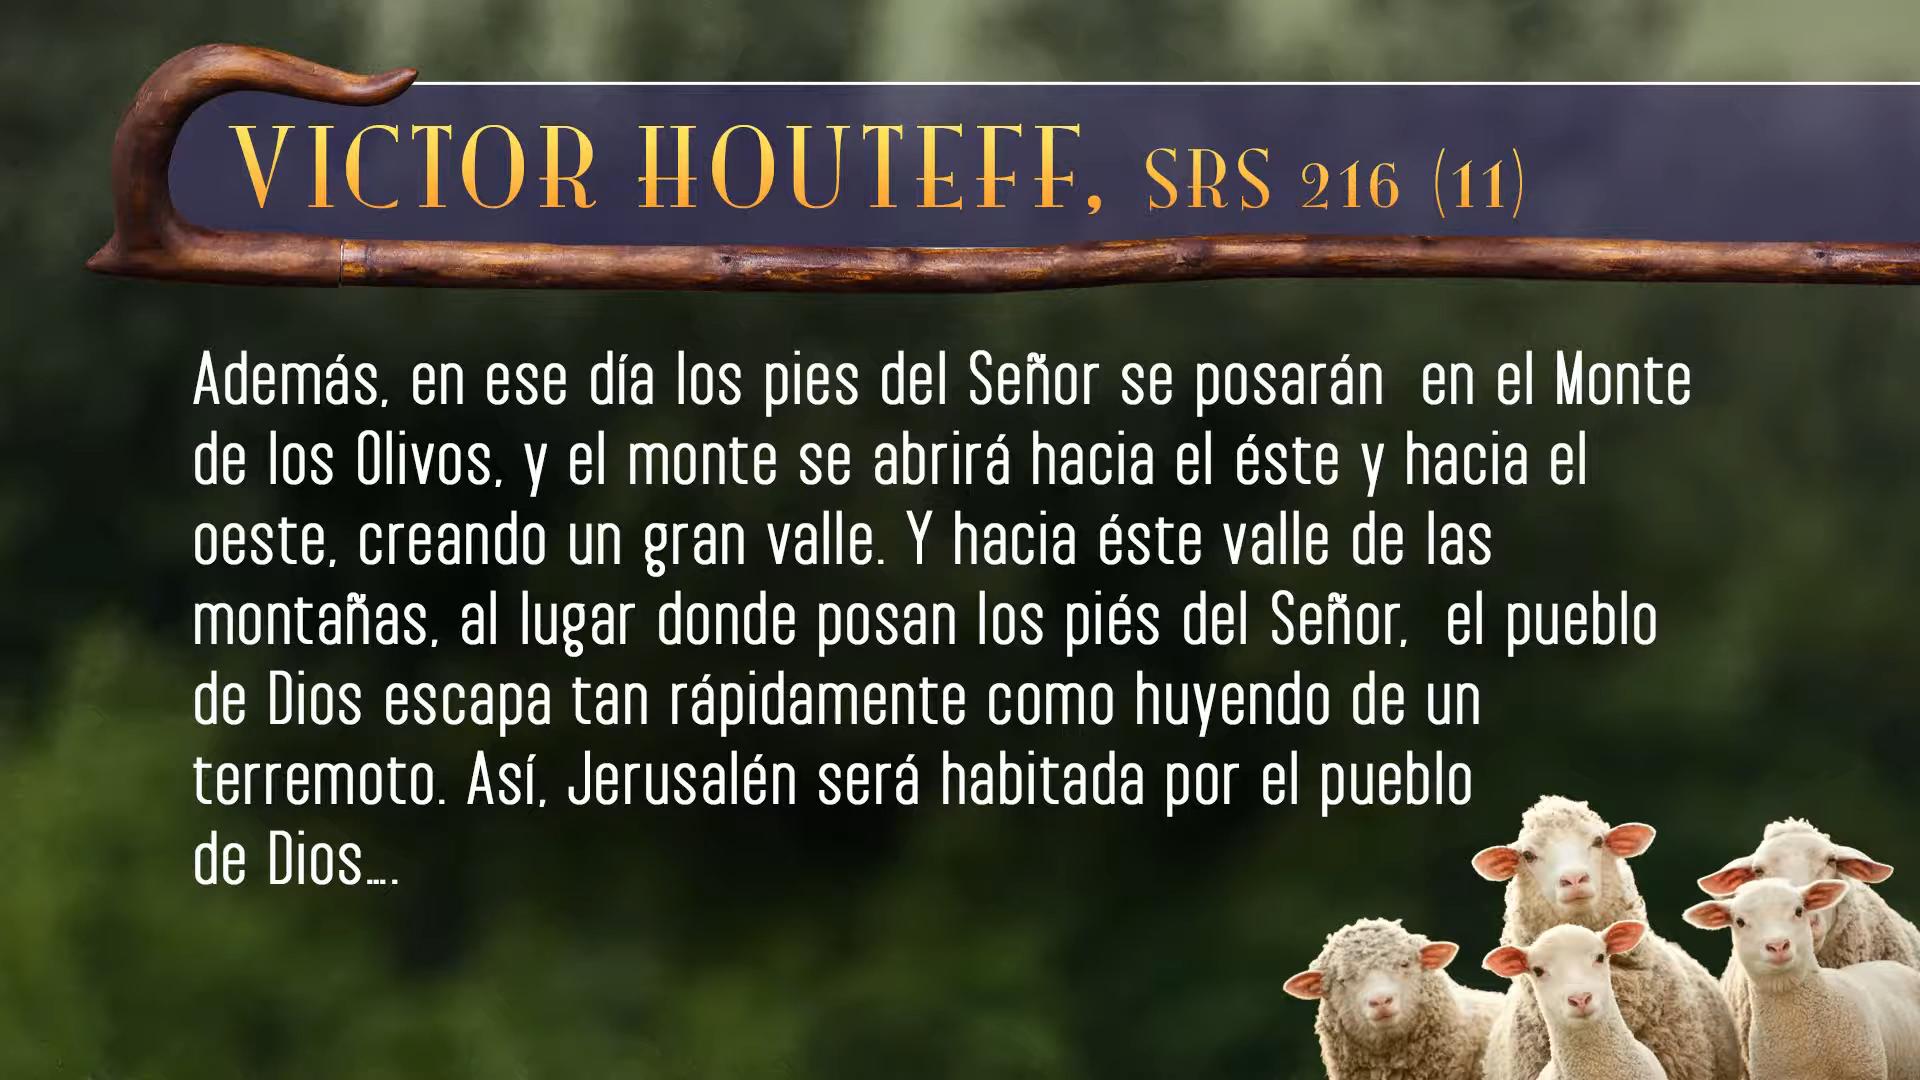 VICTOR HOUTEFF, SRS 216 (11)
Además, en ese día los pies del Señor se posarán  en el Monte
de los Olivos, y el monte se abrirá hacia el éste y hacia el
oeste, creando un gran valle. Y hacia éste valle de las
montañas, al lugar donde posan los piés del Señor,  el pueblo
de Dios escapa tan rápidamente como huyendo de un
terremoto. Así, Jerusalén será habitada por el pueblo
de Dios….